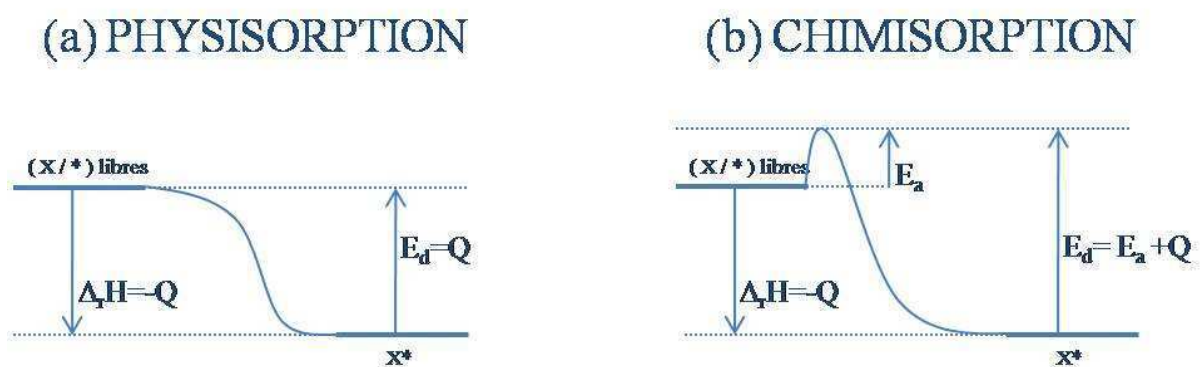 (a) PHYSISORPTION
(X/*) libres
E_d=Q
Δ_rH=-Q
X*
(b) CHIMISORPTION
(X/*) libres
E_a
E_d= E_a +Q
Δ_rH=-Q
X*